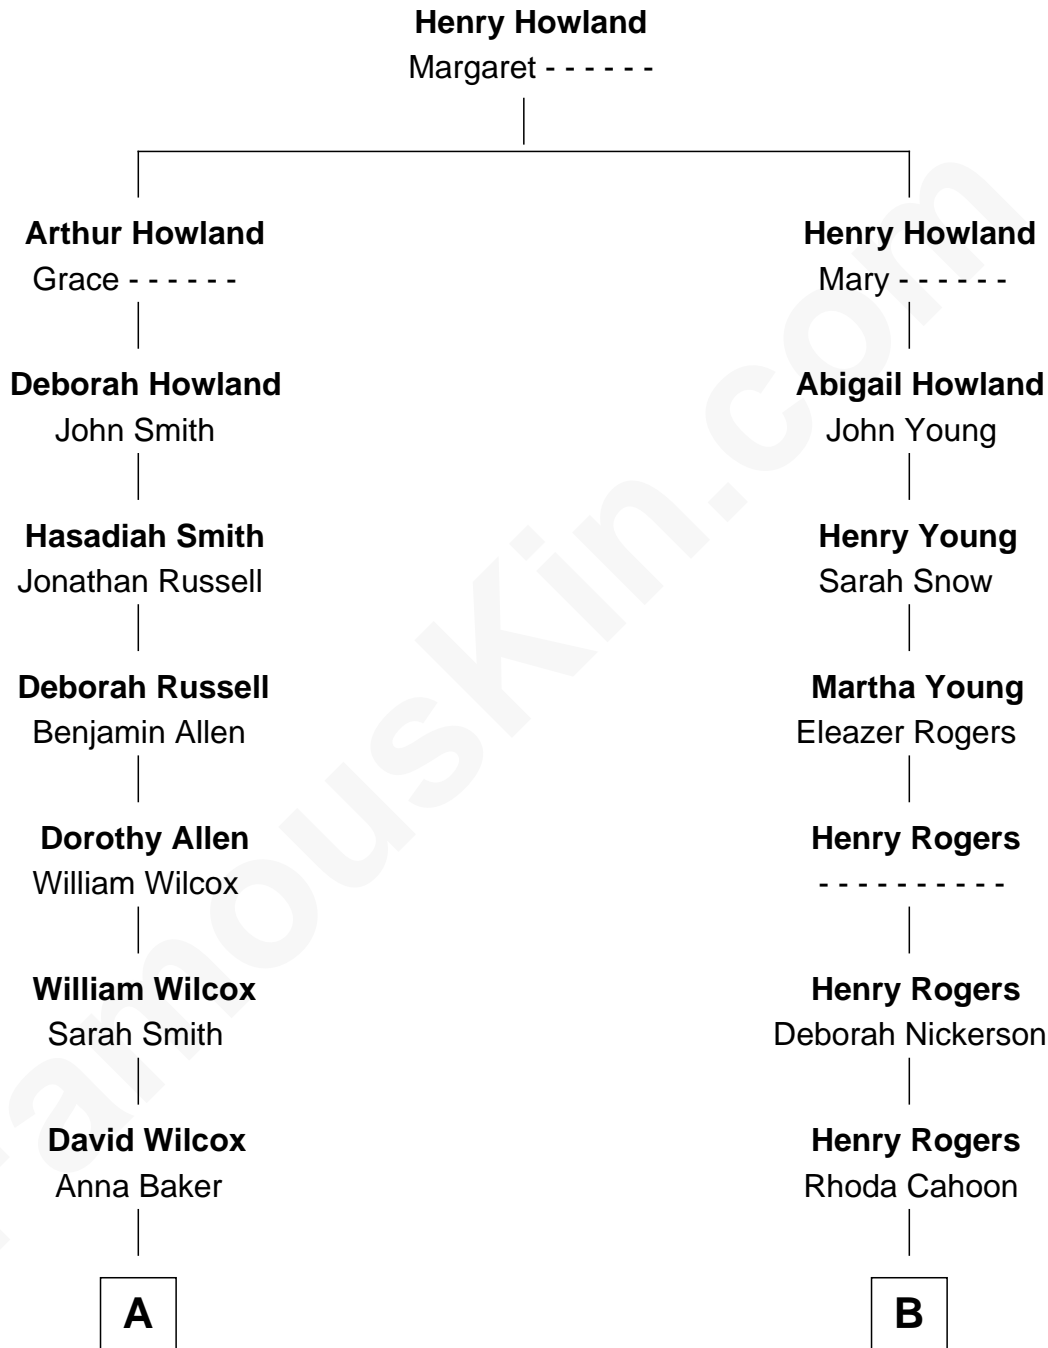 Henry Howland
Margaret - - - - - -
Arthur Howland
Grace - - - - - -
Henry Howland
Mary - - - - - -
Deborah Howland
John Smith
Abigail Howland
John Young
Hasadiah Smith
Jonathan Russell
Henry Young
Sarah Snow
Deborah Russell
Benjamin Allen
Martha Young
Eleazer Rogers
Dorothy Allen
William Wilcox
Henry Rogers
- - - - - - - - - -
William Wilcox
Sarah Smith
Henry Rogers
Deborah Nickerson
David Wilcox
Anna Baker
Henry Rogers
Rhoda Cahoon
A
B
FamousKin.com